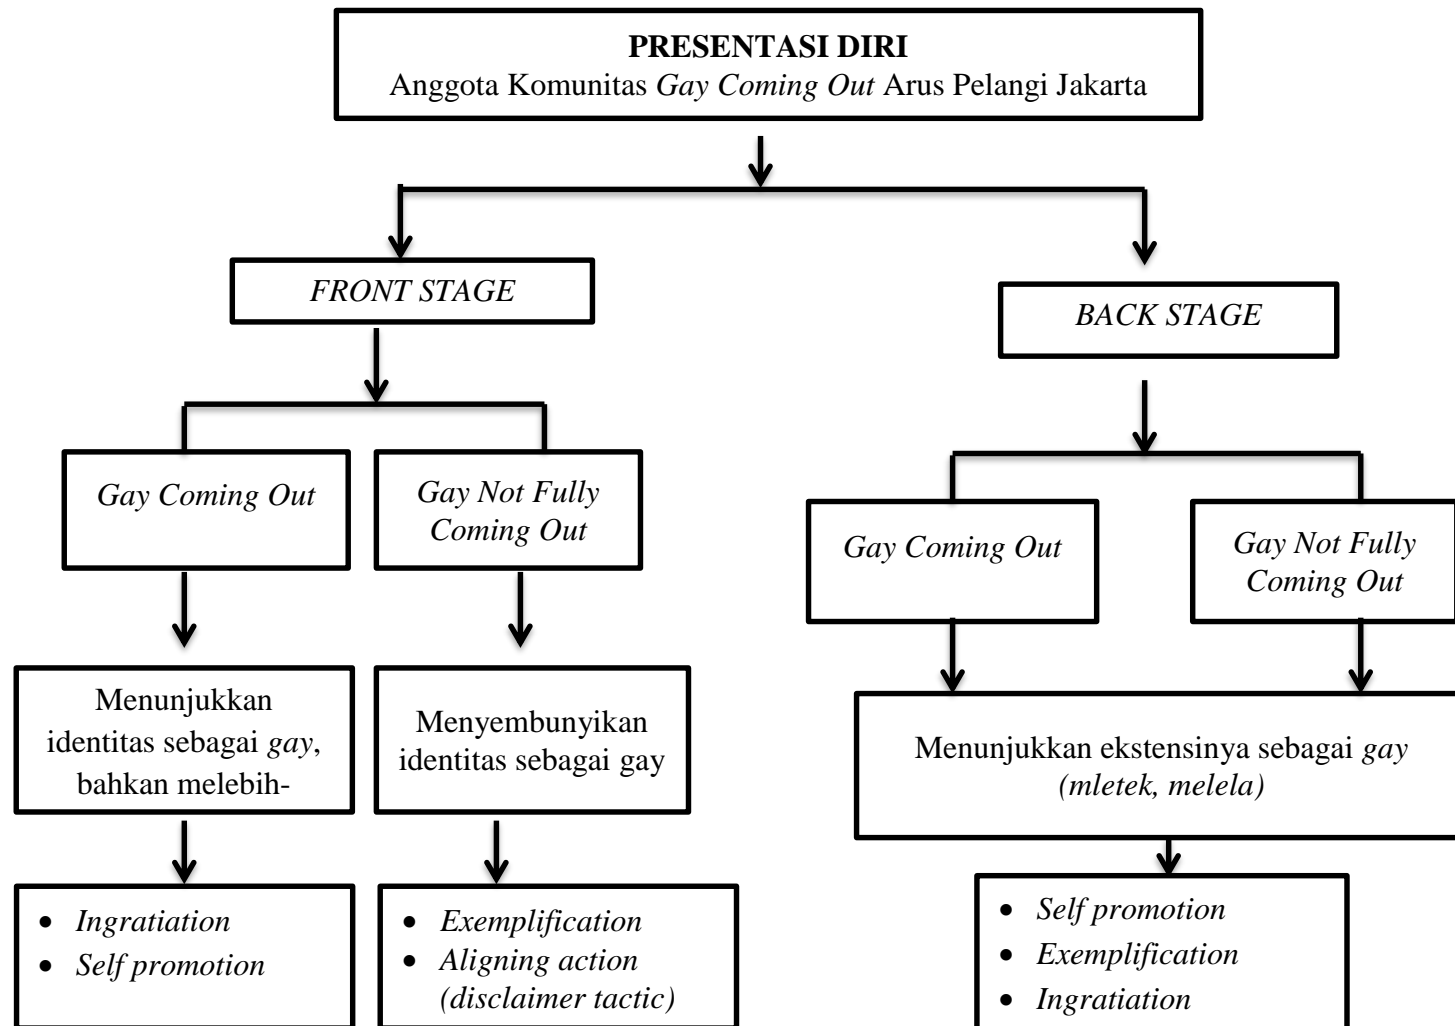 PRESENTASI DIRI
Anggota Komunitas Gay Coming Out Arus Pelangi Jakarta
FRONT STAGE
BACK STAGE
Gay Coming Out
Gay Not Fully
Coming Out
Gay Coming Out
Gay Not Fully
Coming Out
Menunjukkan
identitas sebagai gay,
bahkan melebih-
Menyembunyikan
identitas sebagai gay
Menunjukkan ekstensinya sebagai gay
(mletek, melela)
• Ingratiation
• Self promotion
• Exemplification
• Aligning action
(disclaimer tactic)
• Self promotion
• Exemplification
• Ingratiation